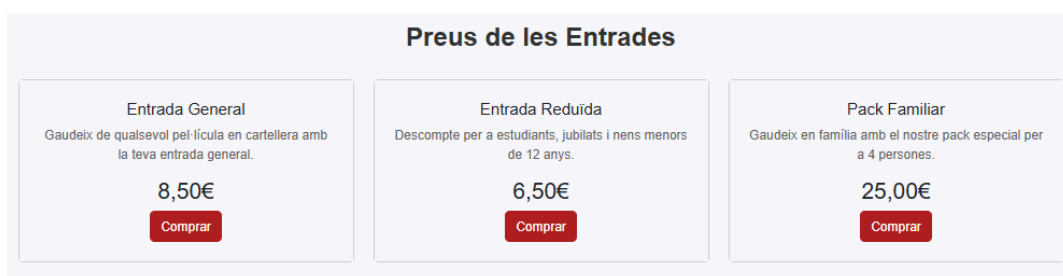 Preus de les Entrades
Entrada General
Gaudeix de qualsevol pel·lícula en cartellera amb
la teva entrada general.
8,50€
Comprar
Entrada Reduïda
Descompte per a estudiants, jubilats i nens menors
de 12 anys.
6,50€
Comprar
Pack Familiar
Gaudeix en família amb el nostre pack especial per
a 4 persones.
25,00€
Comprar